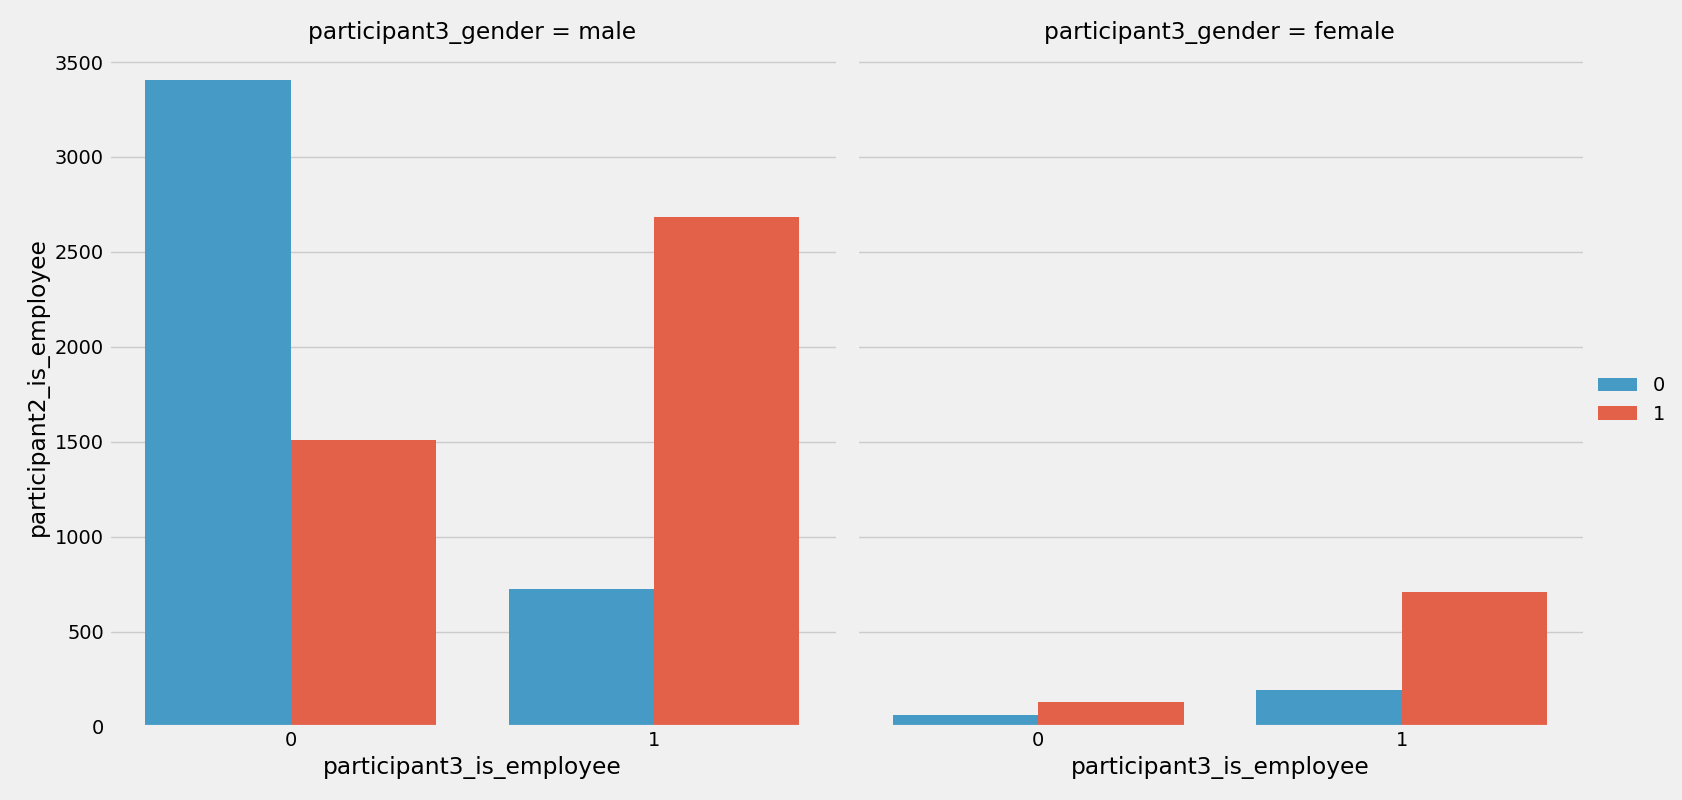 participant3_gender = male
participant3_gender = female
participant2_is_employee
3500
3000
2500
2000
1500
1000
500
0
0 1
0 1
participant3_is_employee
participant3_is_employee
0
1